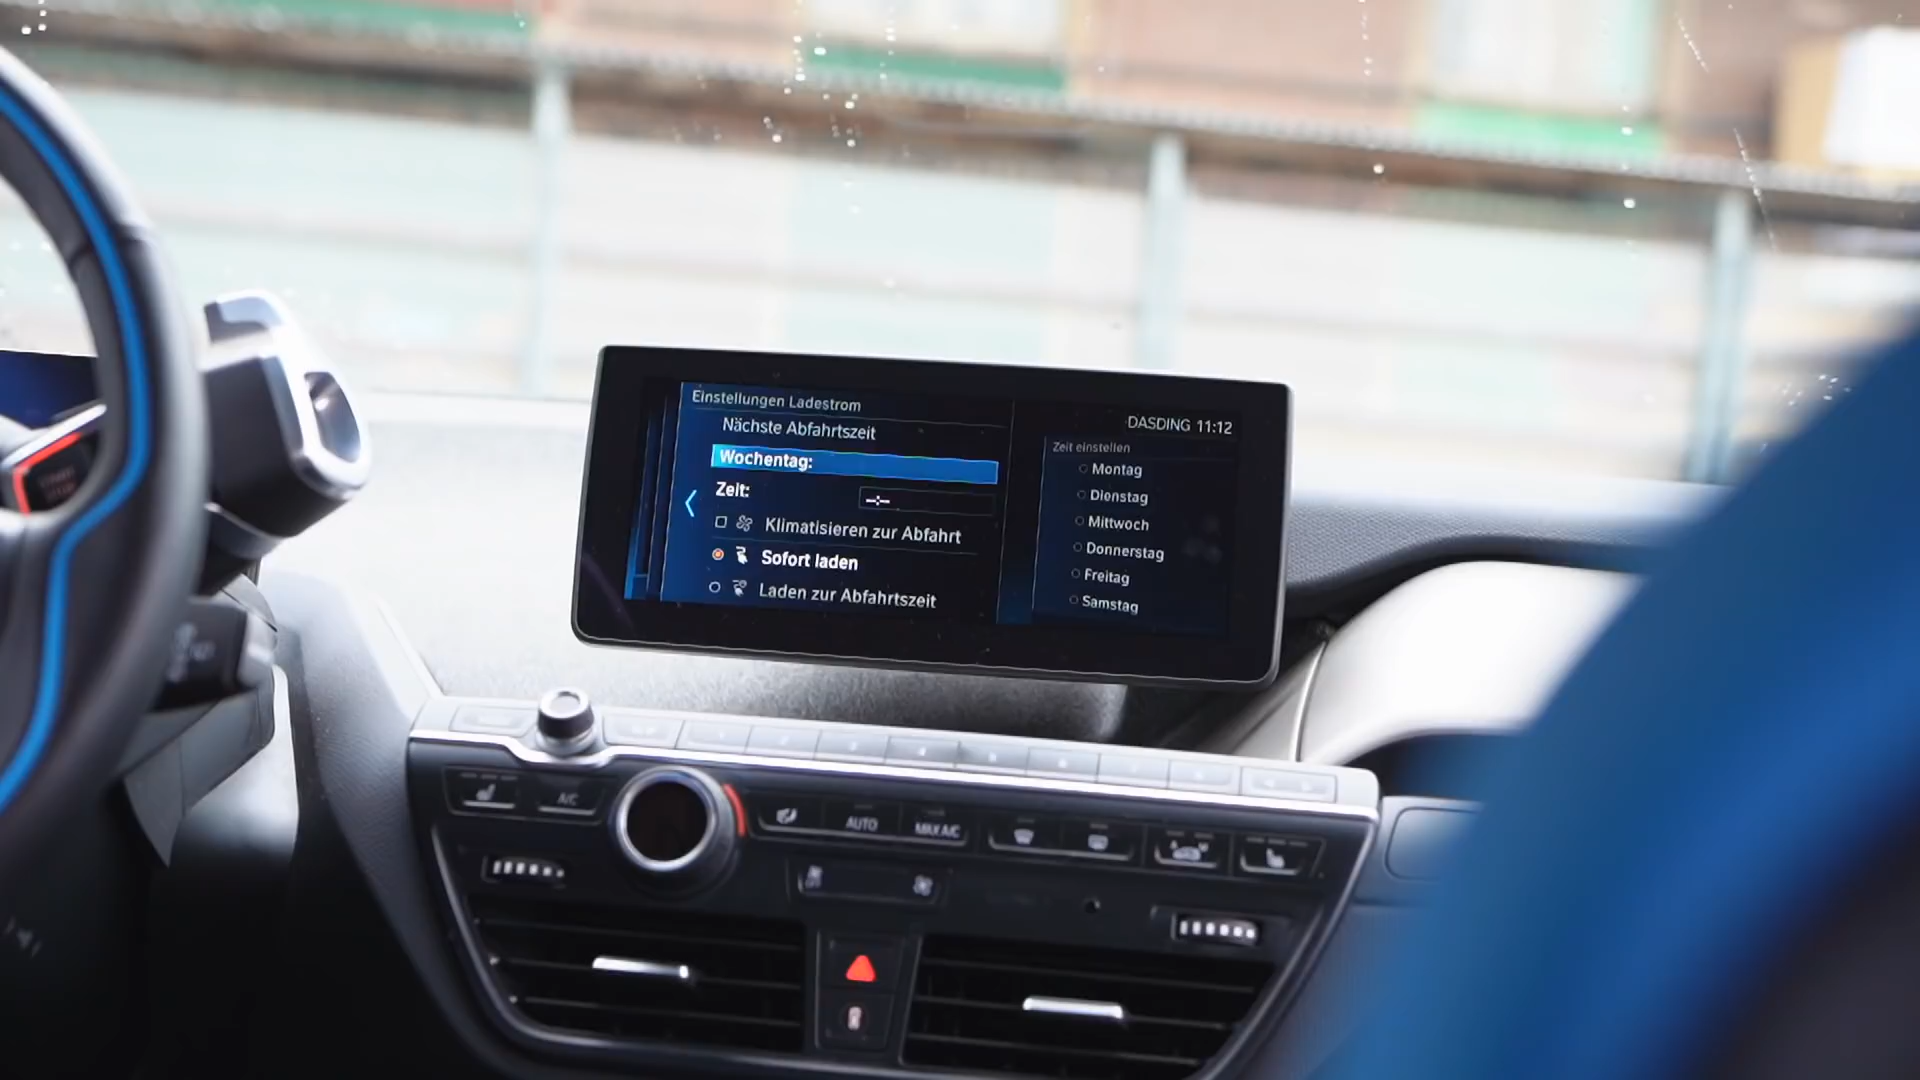 Einstellungen Ladestrom
Nächste Abfahrtszeit
Wochentag:
Zeit: --:--
Klimatisieren zur Abfahrt
Sofort laden
Laden zur Abfahrtszeit
DASDING 11:12
Zeit einstellen
Montag
Dienstag
Mittwoch
Donnerstag
Freitag
Samstag
A/C
AUTO
MAX A/C